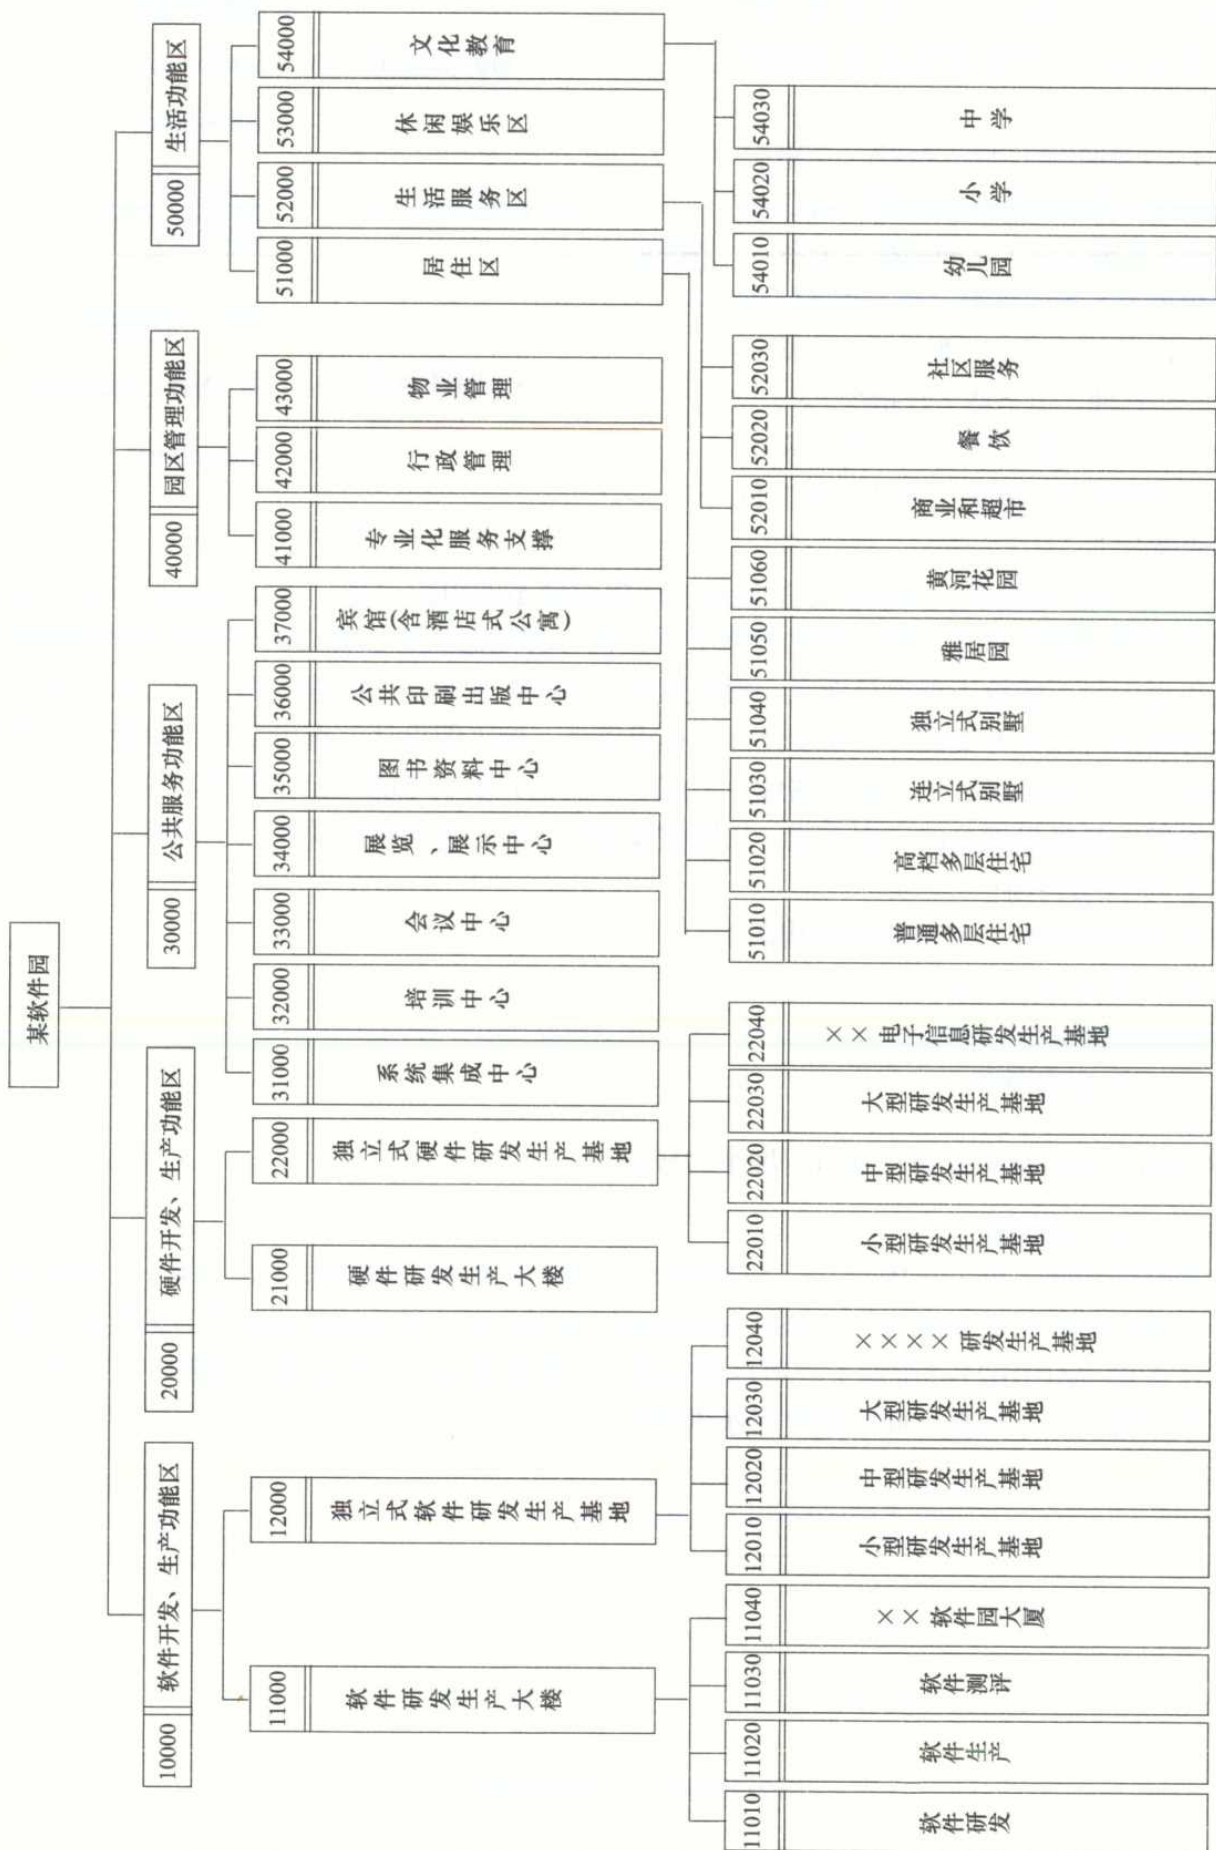 某软件园
10000 软件开发、生产功能区
20000 硬件开发、生产功能区
30000 公共服务功能区
40000 园区管理功能区
50000 生活功能区
11000 软件研发生产大楼
12000 独立式软件研发生产基地
21000 硬件研发生产大楼
22000 独立式硬件研发生产基地
31000 系统集成中心
32000 培训中心
33000 会议中心
34000 展览、展示中心
35000 图书资料中心
36000 公共印刷出版中心
37000 宾馆(含酒店式公寓)
41000 专业化服务支撑
42000 行政管理
43000 物业管理
51000 居住区
52000 生活服务区
53000 休闲娱乐区
54000 文化教育
11010 软件研发
11020 软件生产
11030 软件测评
11040 ××软件园大厦
12010 小型研发生产基地
12020 中型研发生产基地
12030 大型研发生产基地
12040 ××××研发生产基地
22010 小型研发生产基地
22020 中型研发生产基地
22030 大型研发生产基地
22040 ××电子信息研发生产基地
51010 普通多层住宅
51020 高档多层住宅
51030 连立式别墅
51040 独立式别墅
51050 雅居园
51060 黄河花园
52010 商业和超市
52020 餐饮
52030 社区服务
54010 幼儿园
54020 小学
54030 中学